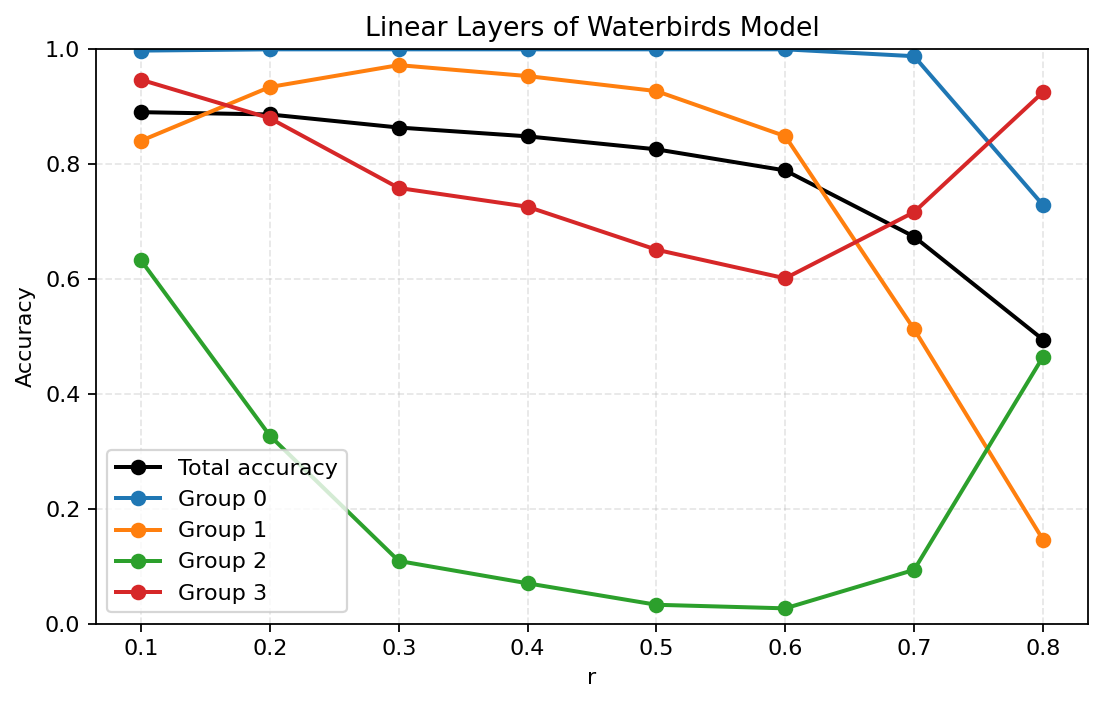 Linear Layers of Waterbirds Model
Accuracy
1.0
0.8
0.6
0.4
0.2
0.0
Total accuracy
Group 0
Group 1
Group 2
Group 3
0.1 0.2 0.3 0.4 0.5 0.6 0.7 0.8
r